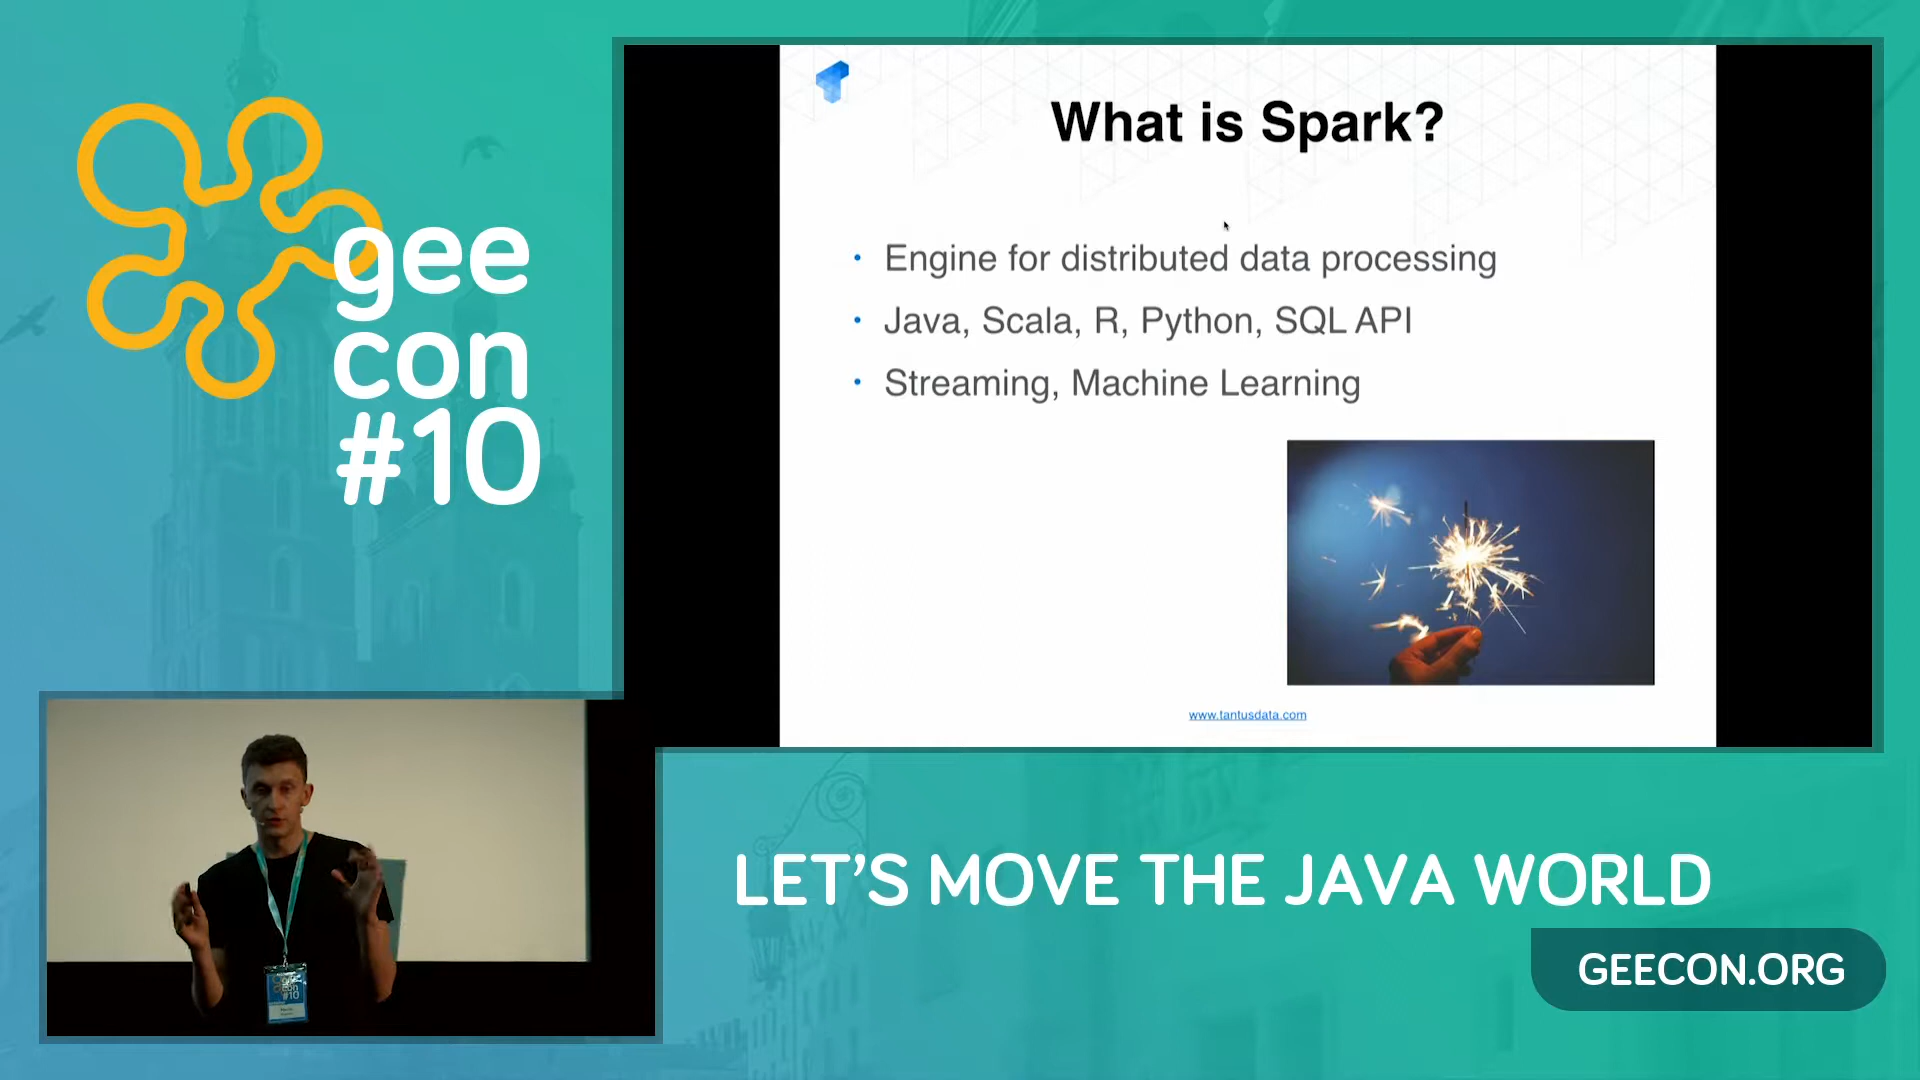 gee
con
#10
What is Spark?
• Engine for distributed data processing
• Java, Scala, R, Python, SQL API
• Streaming, Machine Learning
www.tantusdata.com
LET'S MOVE THE JAVA WORLD
GEECON.ORG
#10